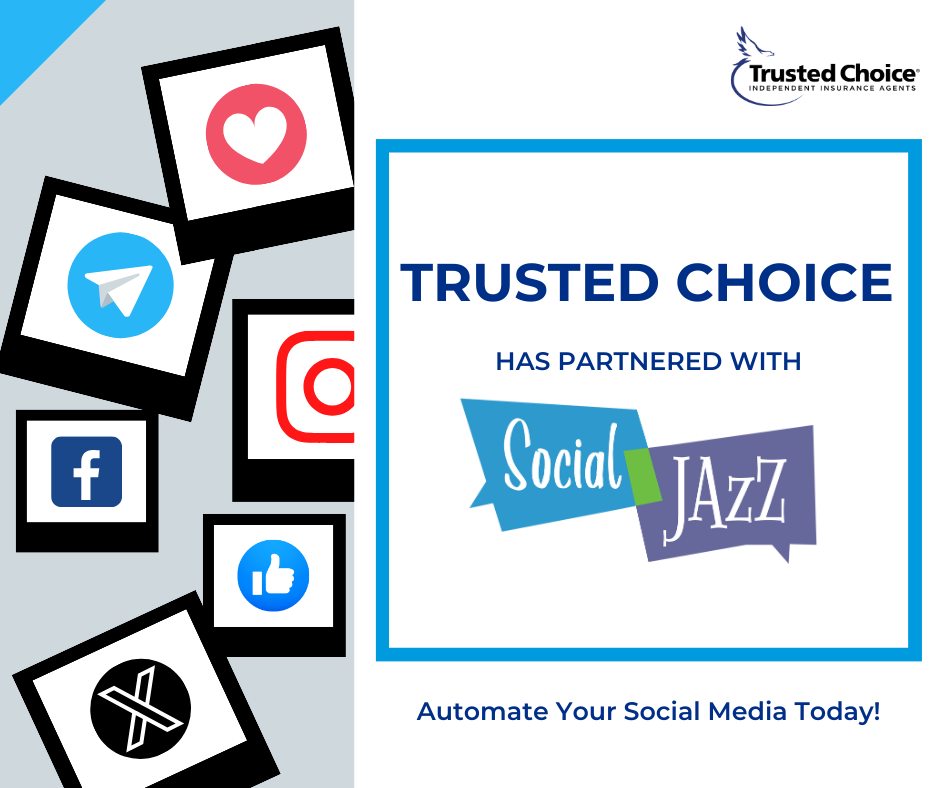 Trusted Choice®
INDEPENDENT INSURANCE AGENTS
TRUSTED CHOICE
HAS PARTNERED WITH
Social
JAzZ
Automate Your Social Media Today!